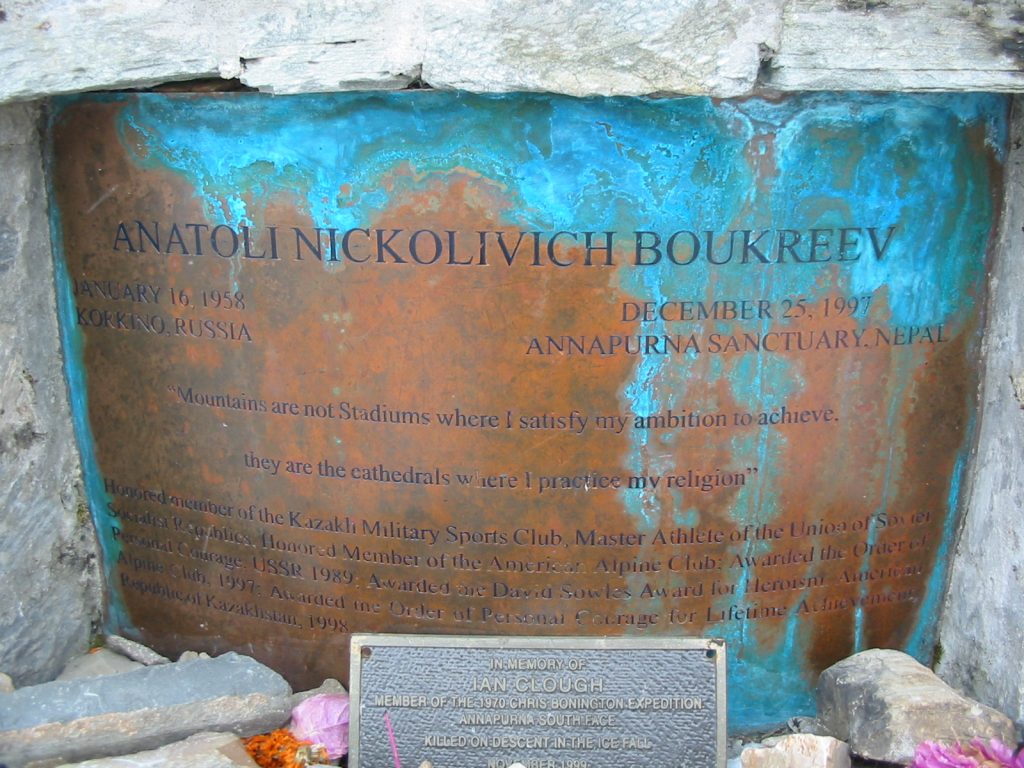 ANATOLI NICKOLIVICH BOUKREEV
JANUARY 16, 1958
KORKINO, RUSSIA
DECEMBER 25, 1997
ANNAPURNA SANCTUARY, NEPAL
“Mountains are not Stadiums where I satisfy my ambition to achieve,
they are the cathedrals where I practice my religion”
Honored member of the Kazakh Military Sports Club, Master Athlete of the Union of Soviet
Socialist Republics, Honored Member of the American Alpine Club; Awarded the Order of
Personal Courage, USSR 1989; Awarded the David Sowles Award for Heroism American
Alpine Club, 1997; Awarded the Order of Personal Courage for Lifetime Achievement,
Republic of Kazakhstan, 1998
IN MEMORY OF
IAN CLOUGH
MEMBER OF THE 1970 CHRIS BONINGTON EXPEDITION
ANNAPURNA SOUTH FACE
KILLED ON DESCENT IN THE ICE FALL
NOVEMBER 1999